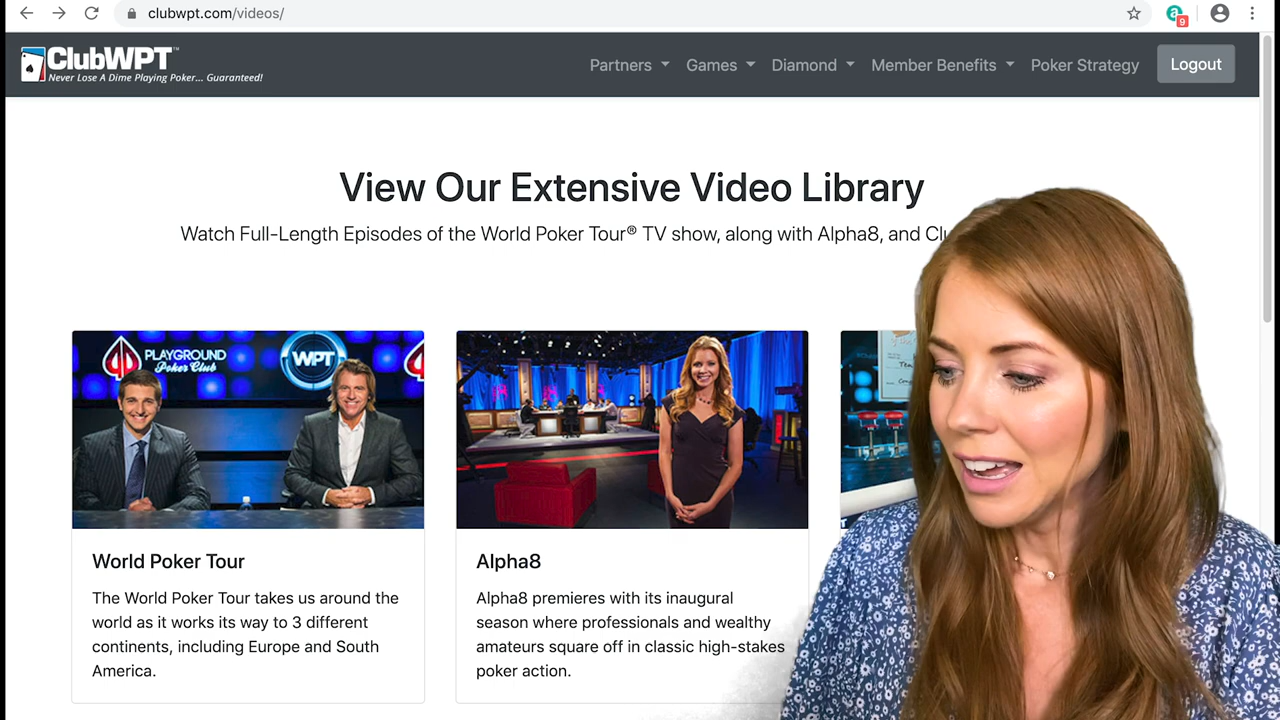 clubwpt.com/videos/
9
ClubWPT™
Never Lose A Dime Playing Poker... Guaranteed!
Partners Games Diamond Member Benefits Poker Strategy Logout
View Our Extensive Video Library
Watch Full-Length Episodes of the World Poker Tour® TV show, along with Alpha8, and
PLAYGROUND
Poker Club
WPT
World Poker Tour
The World Poker Tour takes us around the
world as it works its way to 3 different
continents, including Europe and South
America.
Alpha8
Alpha8 premieres with its inaugural
season where professionals and wealthy
amateurs square off in classic high-stakes
poker action.